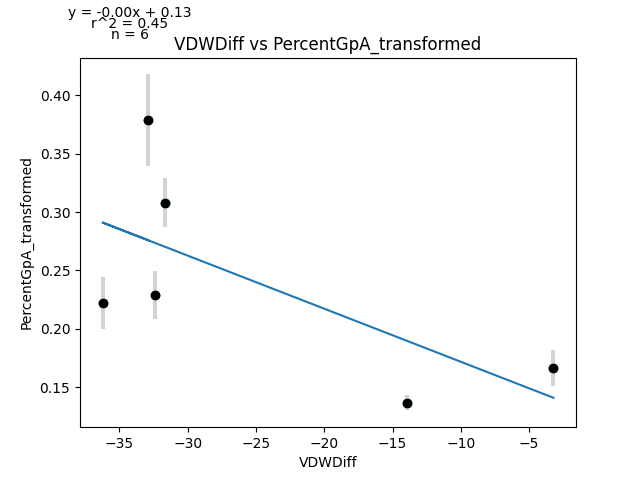 y = -0.00x + 0.13
r^2 = 0.45
n = 6
VDWDiff vs PercentGpA_transformed
0.40
0.35
0.30
0.25
0.20
0.15
PercentGpA_transformed
−35
−30
−25
−20
−15
−10
−5
VDWDiff